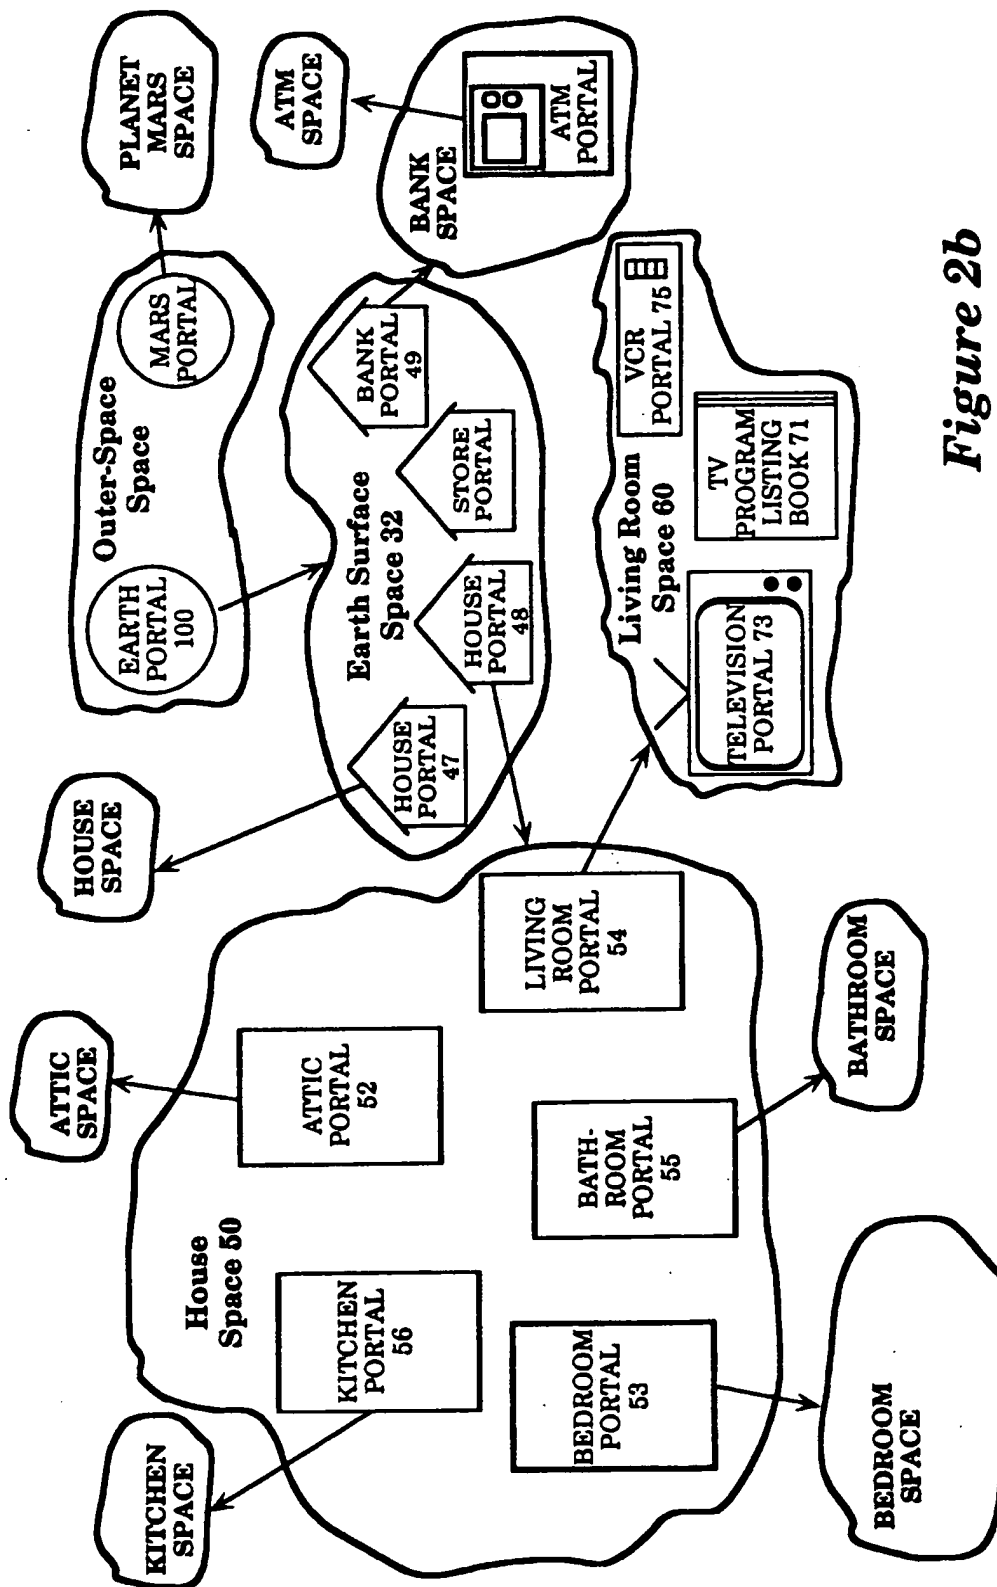 KITCHEN
SPACE
ATTIC
SPACE
HOUSE
SPACE
PLANET
MARS
SPACE
ATM
SPACE
Outer-Space
Space
EARTH
PORTAL
100
MARS
PORTAL
House
Space 50
KITCHEN
PORTAL
56
ATTIC
PORTAL
52
BEDROOM
PORTAL
53
BATH-
ROOM
PORTAL
55
LIVING
ROOM
PORTAL
54
Earth Surface
Space 32
HOUSE
PORTAL
47
HOUSE
PORTAL
48
STORE
PORTAL
BANK
PORTAL
49
BANK
SPACE
ATM
PORTAL
Living Room
Space 60
TELEVISION
PORTAL 73
TV
PROGRAM
LISTING
BOOK 71
VCR
PORTAL 75
BEDROOM
SPACE
BATHROOM
SPACE
Figure 2b